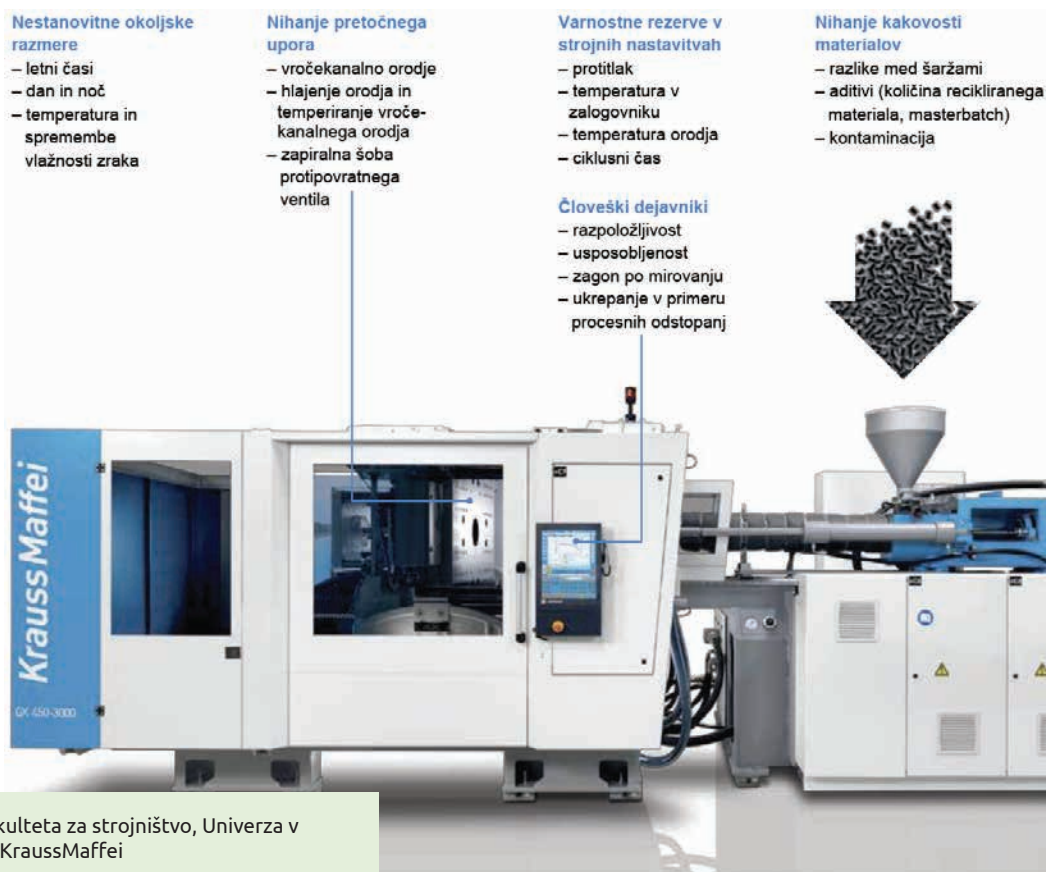 Nestanovitne okoljske
razmere
– letni časi
– dan in noč
– temperatura in
spremembe
vlažnosti zraka
Nihanje pretočnega
upora
– vročekanalno orodje
– hlajenje orodja in
temperiranje vroče-
kanalnega orodja
– zapiralna šoba
protipovratnega
ventila
Varnostne rezerve v
strojnih nastavitvah
– protitlak
– temperatura v
zalogovniku
– temperatura orodja
– ciklusni čas
Človeški dejavniki
– razpoložljivost
– usposobljenost
– zagon po mirovanju
– ukrepanje v primeru
procesnih odstopanj
Nihanje kakovosti
materialov
– razlike med šaržami
– aditivi (količina recikliranega
materiala, masterbatch)
– kontaminacija
KraussMaffei
GX 450-3000
kulteta za strojništvo, Univerza v
KraussMaffei